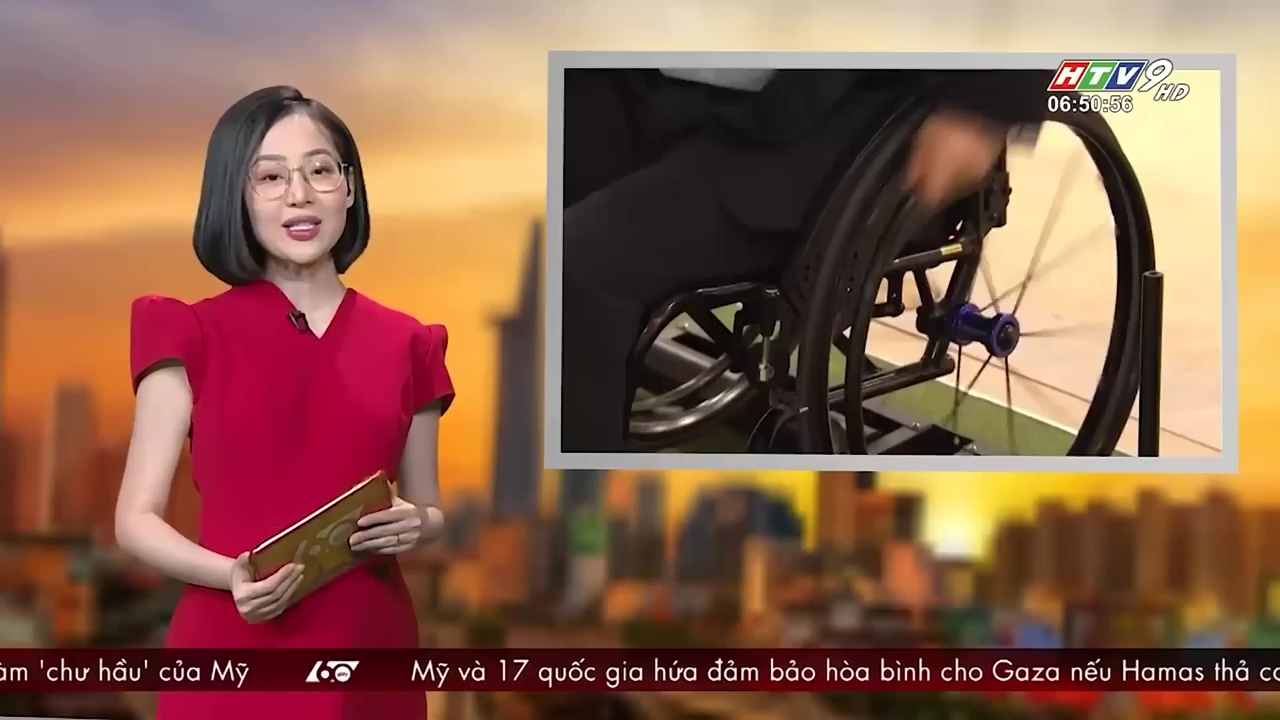 HTV9 HD
06:50:56
'chư hầu' của Mỹ
60
Mỹ và 17 quốc gia hứa đảm bảo hòa bình cho Gaza nếu Hamas thả